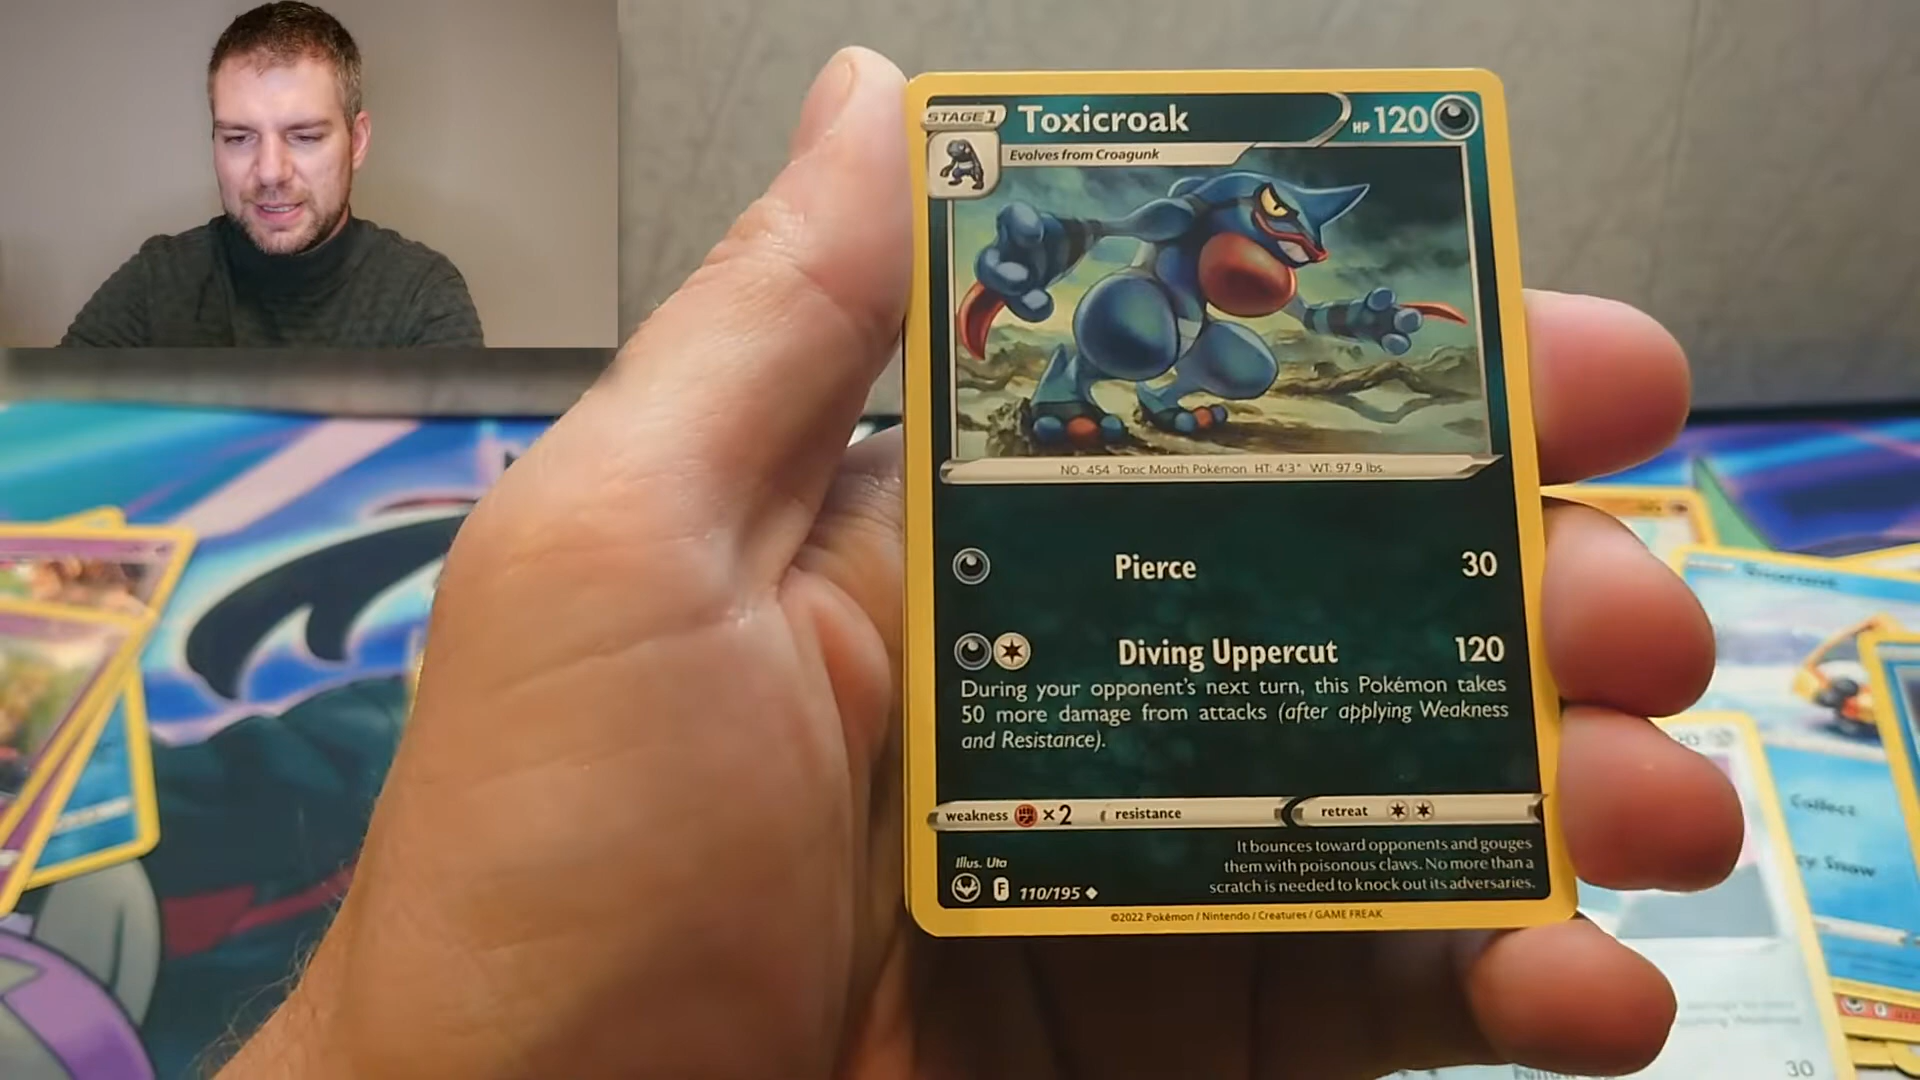 STAGE 1
Toxicroak
HP 120
Evolves from Croagunk
NO. 454 Toxic Mouth Pokémon HT: 4'3" WT: 97.9 lbs.
Pierce 30
Diving Uppercut 120
During your opponent's next turn, this Pokémon takes
50 more damage from attacks (after applying Weakness
and Resistance).
weakness ×2 resistance retreat
It bounces toward opponents and gouges
them with poisonous claws. No more than a
scratch is needed to knock out its adversaries.
Illus. Uta
F 110/195
©2022 Pokémon / Nintendo / Creatures / GAME FREAK
Collect
Snow
30